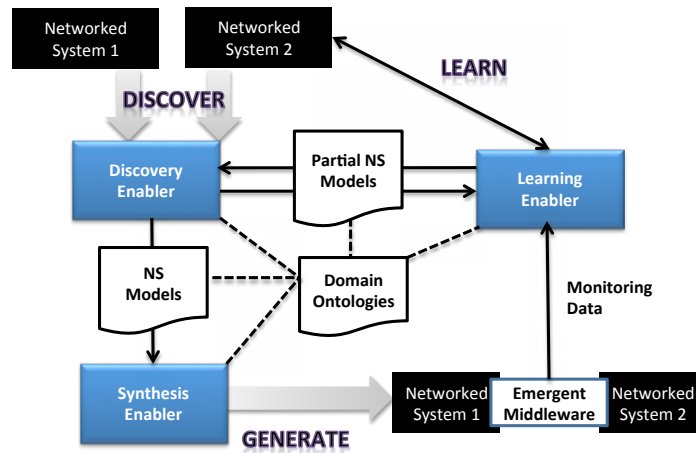 Networked
System 1
Networked
System 2
LEARN
DISCOVER
Discovery
Enabler
Partial NS
Models
Learning
Enabler
NS
Models
Domain
Ontologies
Monitoring
Data
Synthesis
Enabler
GENERATE
Networked
System 1
Emergent
Middleware
Networked
System 2